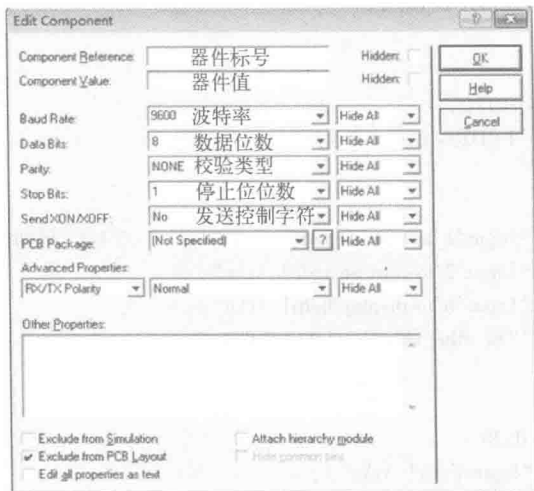 Edit Component
Component Reference: 器件标号 Hidden:
Component Value: 器件值 Hidden:
OK
Help
Cancel
Baud Rate: 9600 波特率 Hide All
Data Bits: 8 数据位数 Hide All
Parity: NONE 校验类型 Hide All
Stop Bits: 1 停止位位数 Hide All
Send XON/XOFF: No 发送控制字符 Hide All
PCB Package: (Not Specified) ? Hide All
Advanced Properties:
RX/TX Polarity Normal Hide All
Other Properties:
Exclude from Simulation Attach hierarchy module
Exclude from PCB Layout Hide common pins
Edit all properties as text